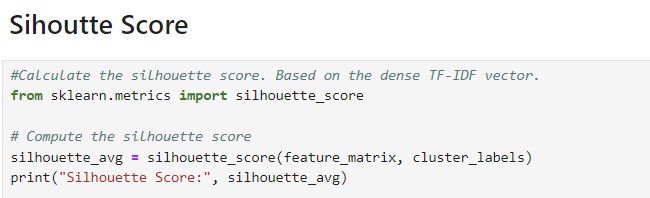 Sihoutte Score
#Calculate the silhouette score. Based on the dense TF-IDF vector.
from sklearn.metrics import silhouette_score
# Compute the silhouette score
silhouette_avg = silhouette_score(feature_matrix, cluster_labels)
print("Silhouette Score:", silhouette_avg)